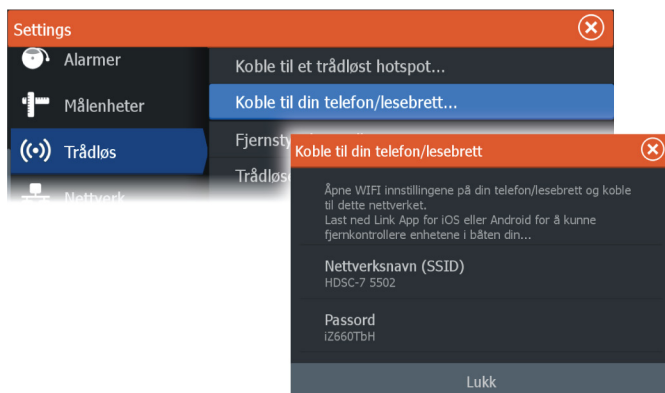 Settings
Alarmer
Målenheter
Trådløs
Nettverk
Koble til et trådløst hotspot...
Koble til din telefon/lesebrett...
Koble til din telefon/lesebrett
Åpne WIFI innstillingene på din telefon/lesebrett og koble
til dette nettverket.
Last ned Link App for iOS eller Android for å kunne
fjernkontrollere enhetene i båten din...
Nettverksnavn (SSID)
HDSC-7 5502
Passord
iZ660TbH
Lukk